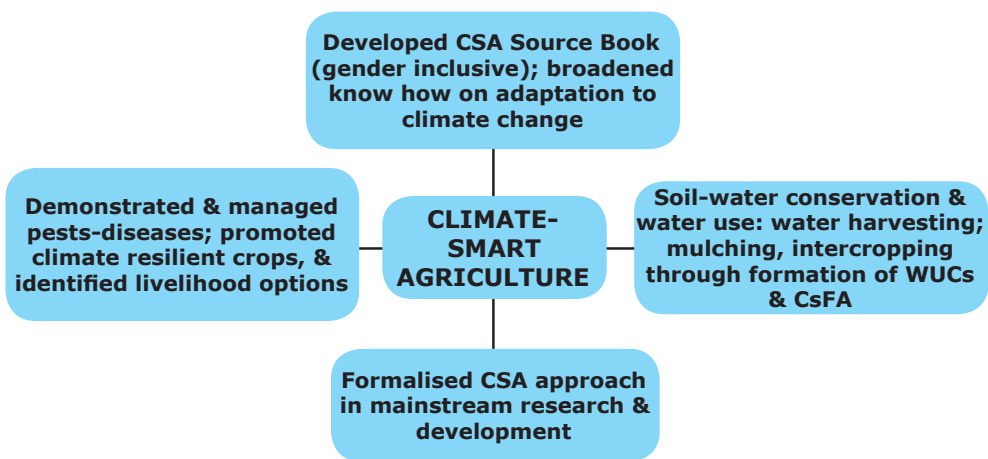 Developed CSA Source Book
(gender inclusive); broadened
know how on adaptation to
climate change
Demonstrated & managed
pests-diseases; promoted
climate resilient crops, &
identified livelihood options
CLIMATE-
SMART
AGRICULTURE
Soil-water conservation &
water use: water harvesting;
mulching, intercropping
through formation of WUCs
& CsFA
Formalised CSA approach
in mainstream research &
development